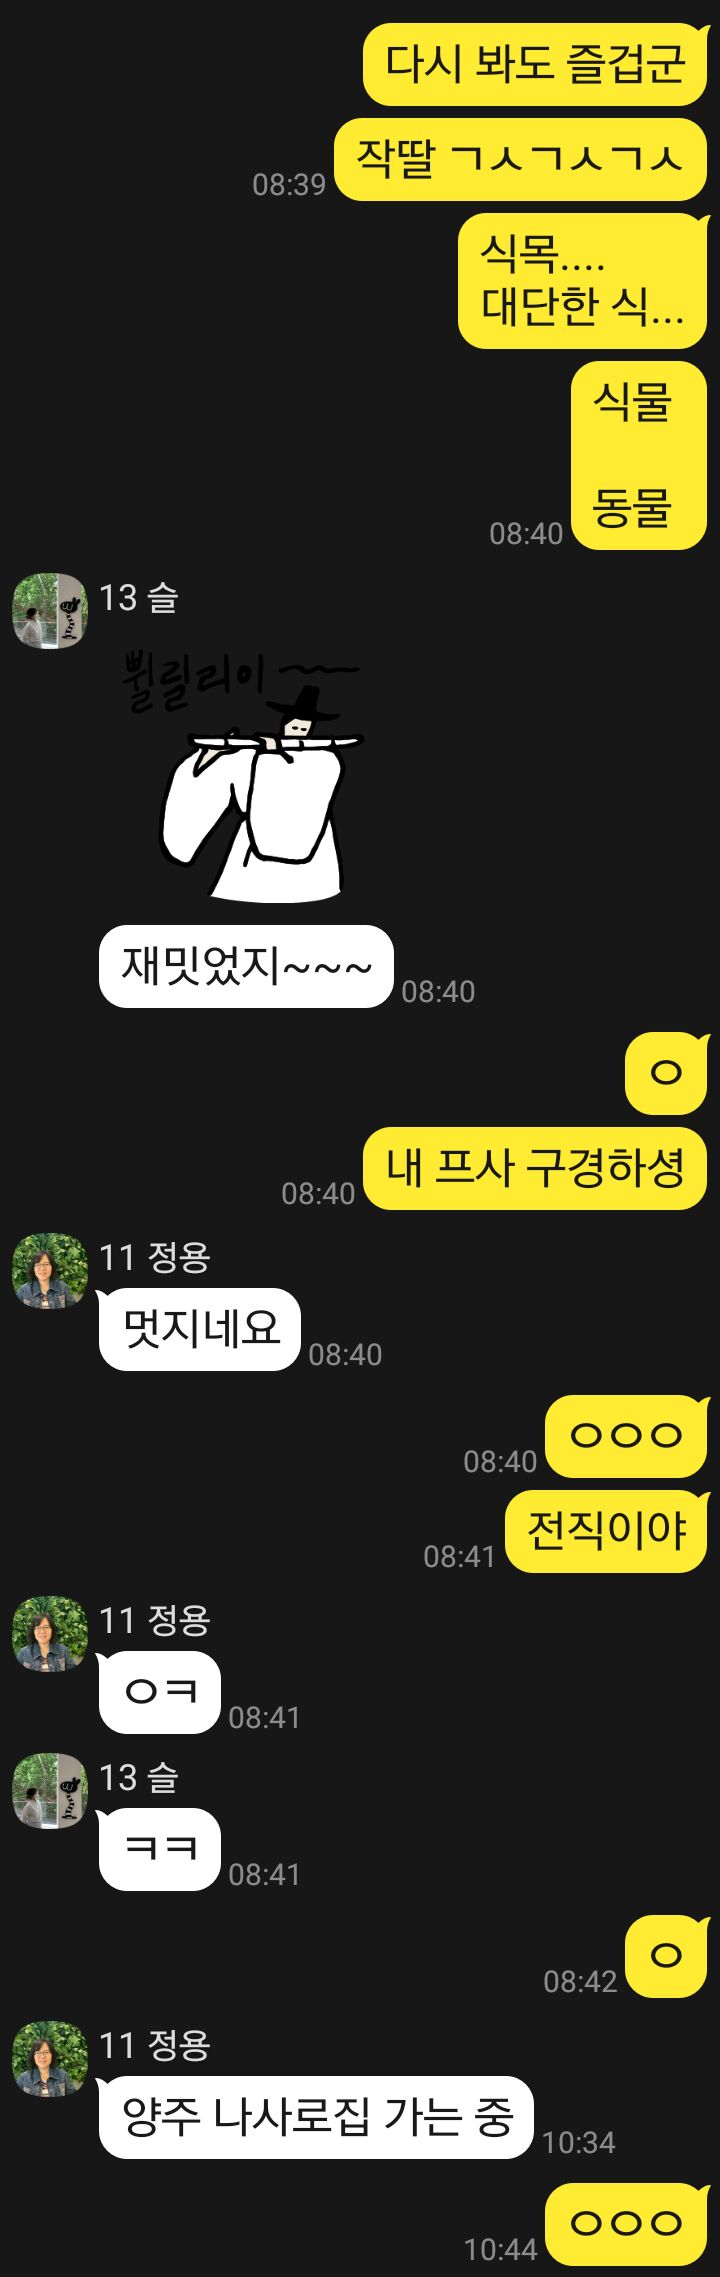 다시 봐도 즐겁군
작딸 ㄱㅅㄱㅅㄱㅅ
08:39
식목....
대단한 식...
식물
동물
08:40
13 슬
뷀릴리이
재밋었지~~~
08:40
ㅇ
내 프사 구경하셩
08:40
11 정용
멋지네요
08:40
ㅇㅇㅇ
08:40
전직이야
08:41
11 정용
ㅇㅋ
08:41
13 슬
ㅋㅋ
08:41
ㅇ
08:42
11 정용
양주 나사로집 가는 중
10:34
ㅇㅇㅇ
10:44